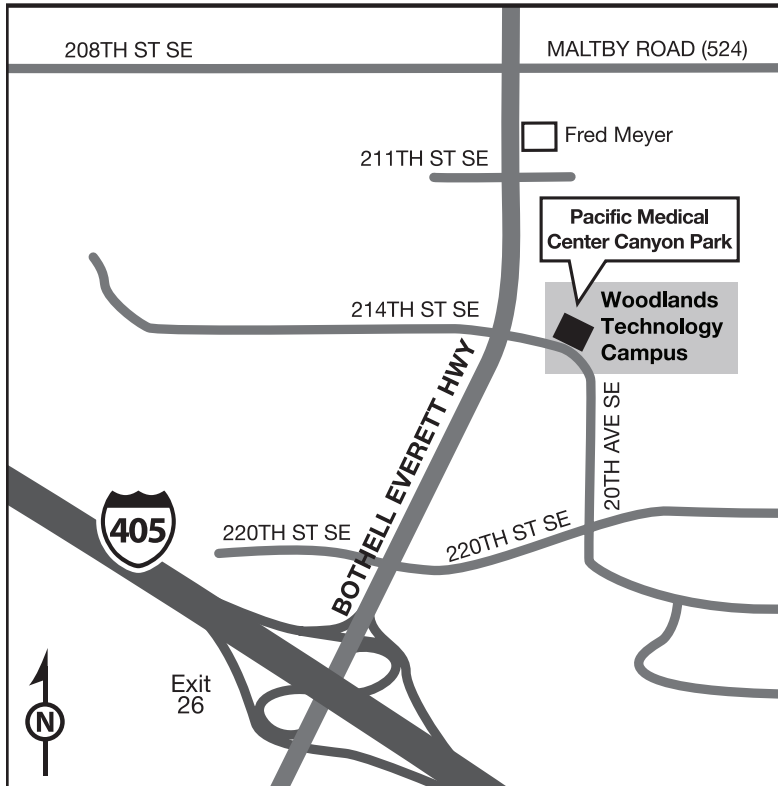 208TH ST SE
MALTBY ROAD (524)
Fred Meyer
211TH ST SE
Pacific Medical
Center Canyon Park
Woodlands
Technology
Campus
214TH ST SE
BOTHELL EVERETT HWY
20TH AVE SE
405
220TH ST SE
220TH ST SE
Exit
26
N